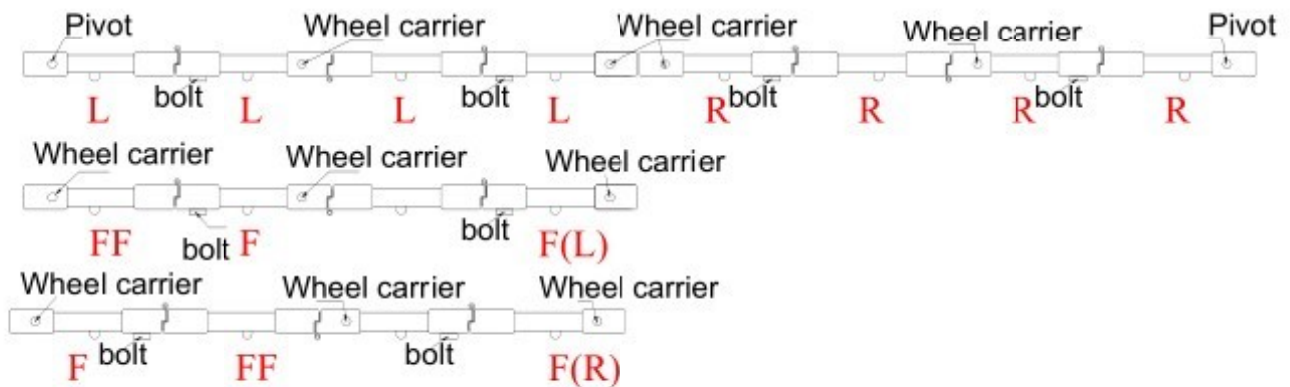 Pivot Wheel carrier Wheel carrier Wheel carrier Pivot
bolt bolt bolt bolt
L L L L R R R R
Wheel carrier Wheel carrier Wheel carrier
bolt bolt
FF F F(L)
Wheel carrier Wheel carrier Wheel carrier
bolt bolt
F FF F(R)